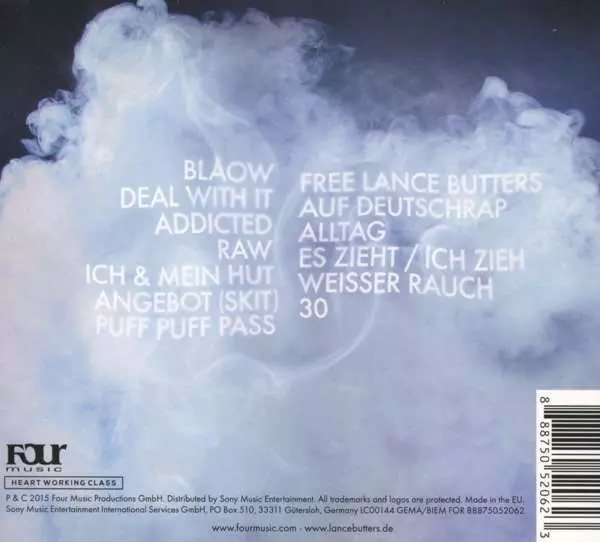 BLAOW
DEAL WITH IT
ADDICTED
RAW
ICH & MEIN HUT
ANGEBOT (SKIT)
PUFF PUFF PASS
FREE LANCE BUTTERS
AUF DEUTSCHRAP
ALLTAG
ES ZIEHT / ICH ZIEH
WEISSER RAUCH
30
Four
music
HEART WORKING CLASS
P & C 2015 Four Music Productions GmbH. Distributed by Sony Music Entertainment. All trademarks and logos are protected. Made in the EU.
Sony Music Entertainment International Services GmbH, PO Box 510, 33311 Gütersloh, Germany LC00144 GEMA/BIEM FOR 88875052062
www.fourmusic.com - www.lancebutters.de
8 88750 52062 3